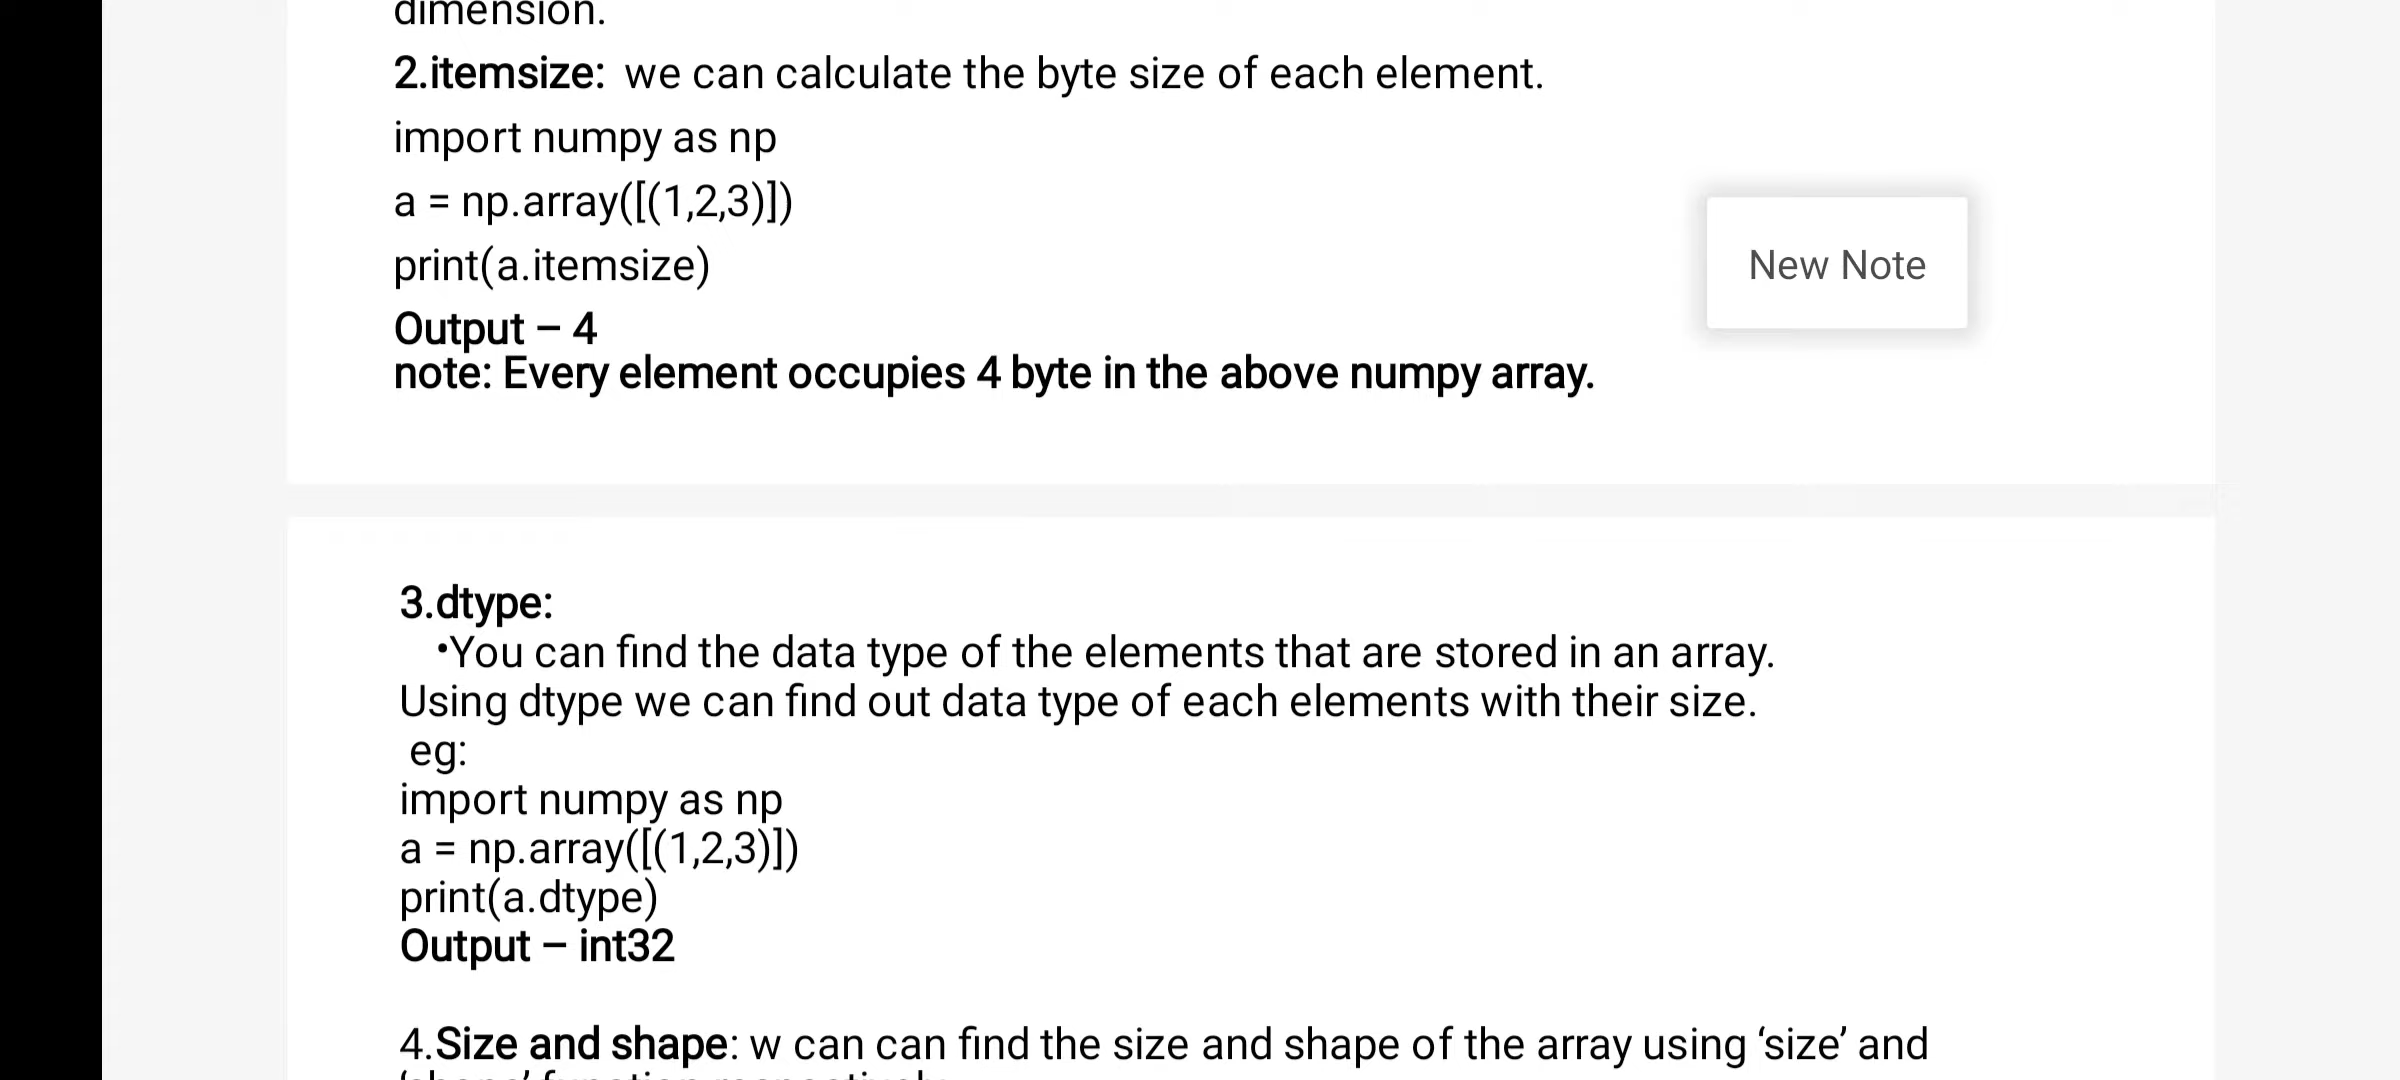 dimension.
2.itemsize: we can calculate the byte size of each element.
import numpy as np
a = np.array([(1,2,3)])
print(a.itemsize)
New Note
Output – 4
note: Every element occupies 4 byte in the above numpy array.
3.dtype:
•You can find the data type of the elements that are stored in an array.
Using dtype we can find out data type of each elements with their size.
eg:
import numpy as np
a = np.array([(1,2,3)])
print(a.dtype)
Output – int32
4.Size and shape: w can can find the size and shape of the array using ‘size’ and
‘shape’ function respectively.